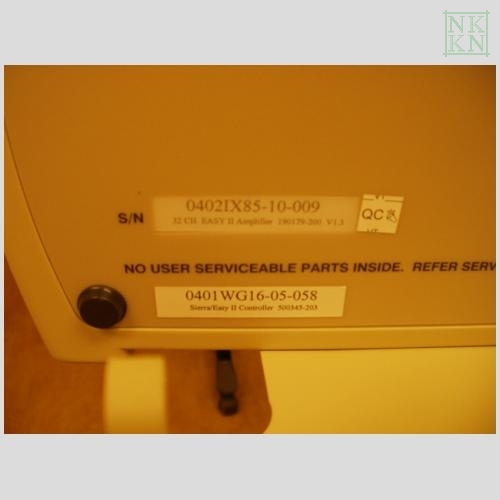 NK
KN
S/N
0402IX85-10-009
32 CH EASY II Amplifier 190179-200 V1.3
QC
NO USER SERVICEABLE PARTS INSIDE. REFER SERV
0401WG16-05-058
Sierra/Easy II Controller 500345-203